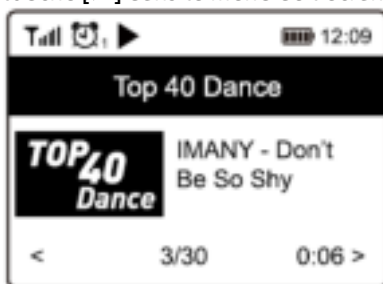 12:09
Top 40 Dance
TOP 40
Dance
IMANY - Don't
Be So Shy
< 3/30 0:06 >